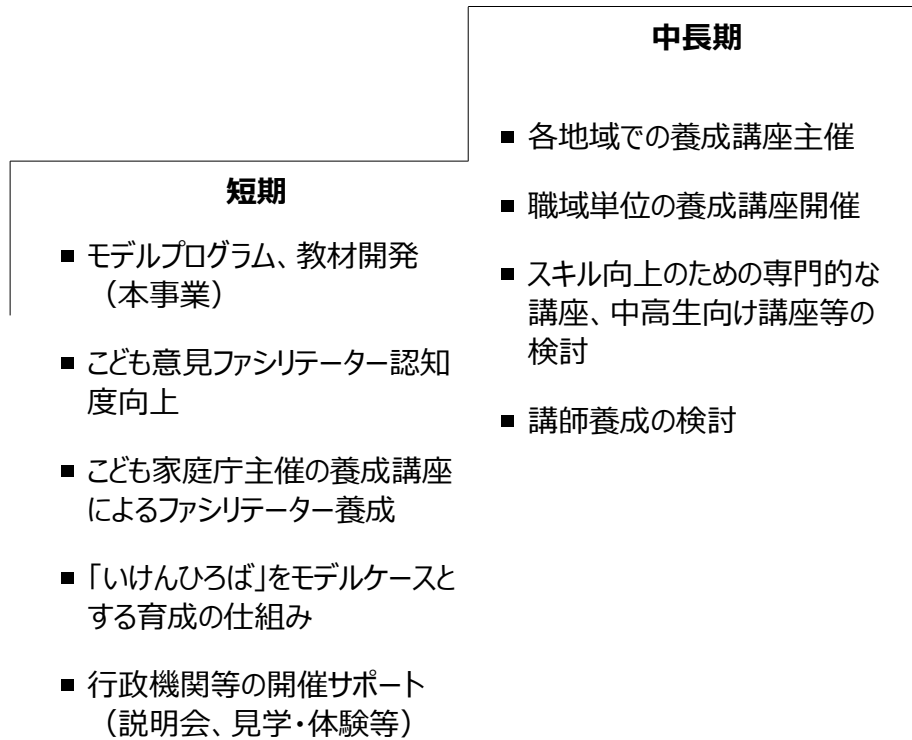 中長期
■ 各地域での養成講座主催
■ 職域単位の養成講座開催
■ スキル向上のための専門的な
講座、中高生向け講座等の
検討
■ 講師養成の検討
短期
■ モデルプログラム、教材開発
（本事業）
■ こども意見ファシリテーター認知
度向上
■ こども家庭庁主催の養成講座
によるファシリテーター養成
■ 「いけんひろば」をモデルケースと
する育成の仕組み
■ 行政機関等の開催サポート
（説明会、見学・体験等）